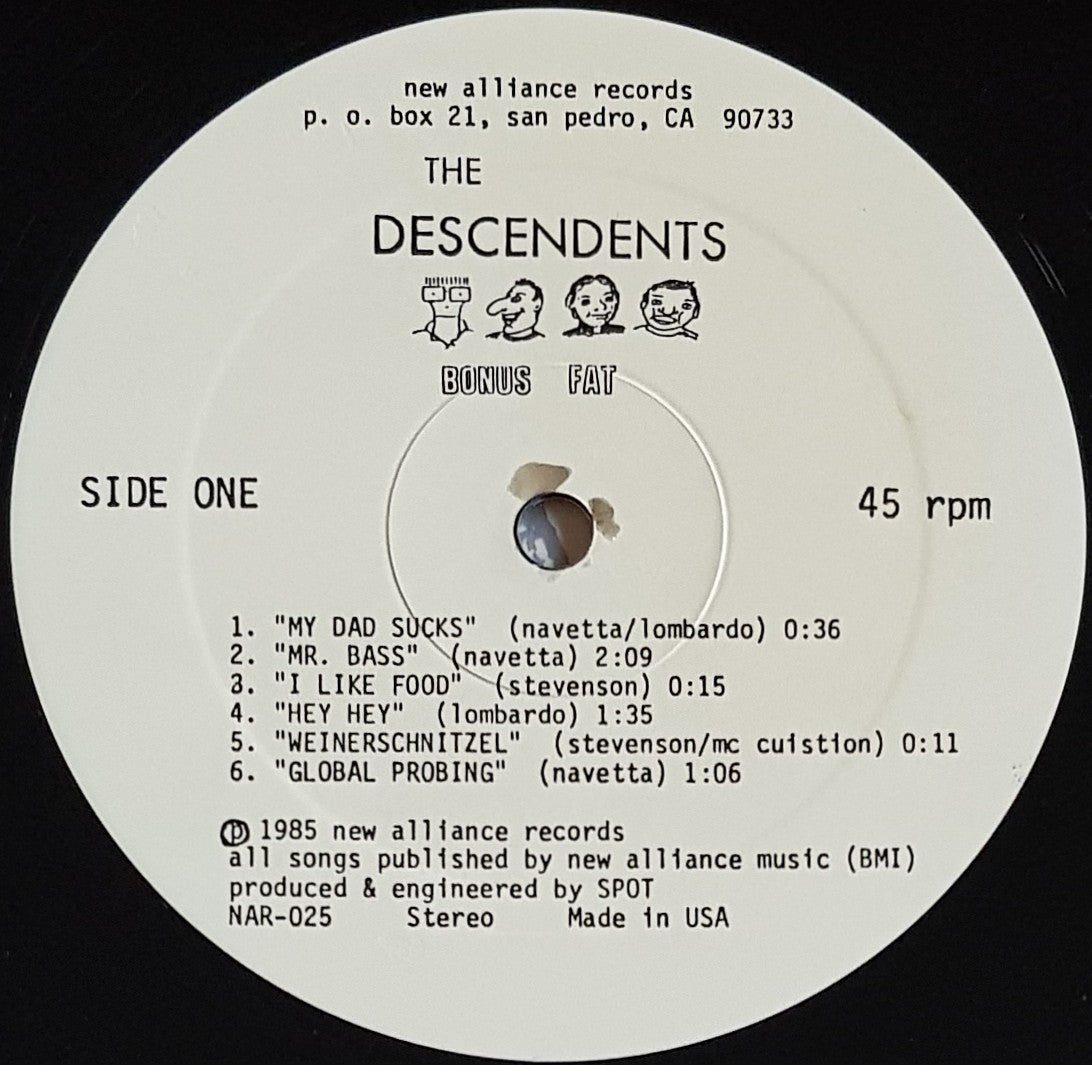 new alliance records
p. o. box 21, san pedro, CA 90733
THE
DESCENDENTS
BONUS FAT
SIDE ONE
45 rpm
1. "MY DAD SUCKS" (navetta/lombardo) 0:36
2. "MR. BASS" (navetta) 2:09
3. "I LIKE FOOD" (stevenson) 0:15
4. "HEY HEY" (lombardo) 1:35
5. "WEINERSCHNITZEL" (stevenson/mc cuistion) 0:11
6. "GLOBAL PROBING" (navetta) 1:06
℗ 1985 new alliance records
all songs published by new alliance music (BMI)
produced & engineered by SPOT
NAR-025 Stereo Made in USA